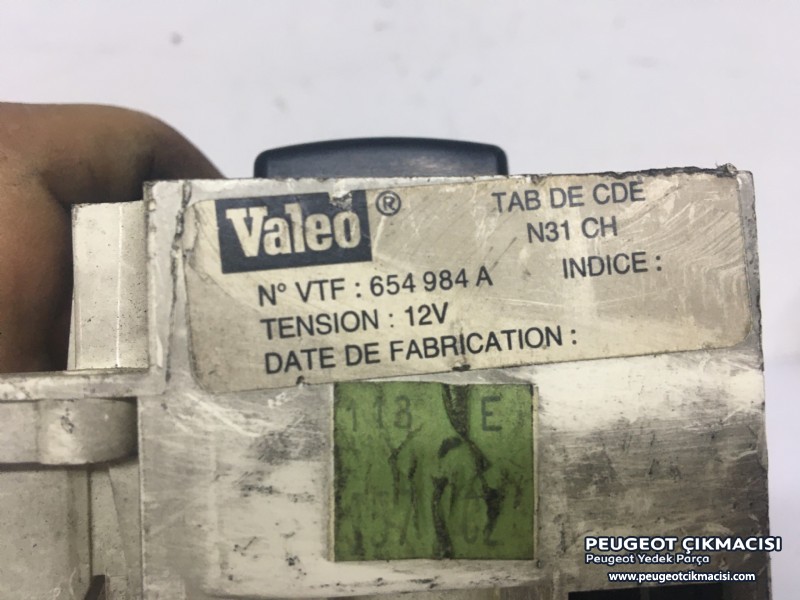 Valeo®
TAB DE CDE
N31 CH
N° VTF : 654 984 A
INDICE :
TENSION : 12V
DATE DE FABRICATION :
113 E
PEUGEOT ÇIKMACISI
Peugeot Yedek Parça
www.peugeotcikmacisi.com